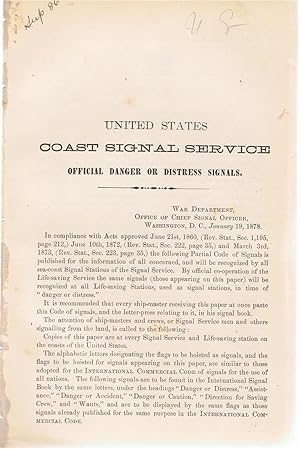 Sup 86
U S
UNITED STATES
COAST SIGNAL SERVICE
OFFICIAL DANGER OR DISTRESS SIGNALS.
WAR DEPARTMENT,
OFFICE OF CHIEF SIGNAL OFFICER,
WASHINGTON, D. C., January 19, 1878.
In compliance with Acts approved June 21st, 1860, (Rev. Stat., Sec. 1,195,
page 212,) June 10th, 1872, (Rev. Stat., Sec. 222, page 35,) and March 3rd,
1873, (Rev. Stat., Sec. 223, page 35,) the following Partial Code of Signals is
published for the information of all concerned, and will be recognized by all
sea-coast Signal Stations of the Signal Service. By official co-operation of the
Life-saving Service the same signals (those appearing on this paper) will be
recognized at all Life-saving Stations, used as signal stations, in time of
"danger or distress."
It is recommended that every ship-master receiving this paper at once paste
this Code of signals, and the letter-press relating to it, in his signal book.
The attention of ship-masters and crews, or Signal Service men and others
signalling from the land, is called to the following:
Copies of this paper are at every Signal Service and Life-saving station on
the coasts of the United States.
The alphabetic letters designating the flags to be hoisted as signals, and the
flags to be hoisted for signals appearing on this paper, are similar to those
adopted for the INTERNATIONAL COMMERCIAL CODE of signals for the use of
all nations. The following signals are to be found in the International Signal
Book by the same letters, under the headings "Danger or Distress," "Assist-
ance," "Danger or Accident," "Danger or Caution," "Direction for Saving
Crew," and "Wants," and are to be displayed by the same flags as those
signals already published for the same purpose in the INTERNATIONAL COM-
MERCIAL CODE.